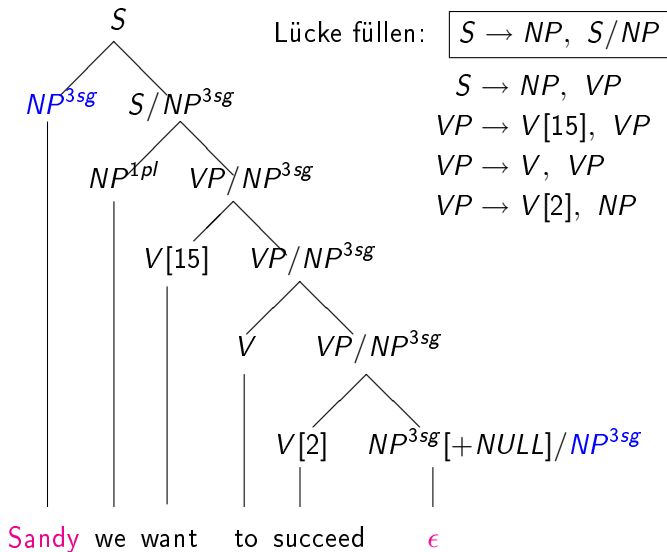 S
Lücke füllen: S → NP, S/NP
NP^3sg S/NP^3sg
S → NP, VP
VP → V[15], VP
NP^1pl VP/NP^3sg
VP → V, VP
VP → V[2], NP
V[15] VP/NP^3sg
V VP/NP^3sg
V[2] NP^3sg[+NULL]/NP^3sg
Sandy we want to succeed ϵ